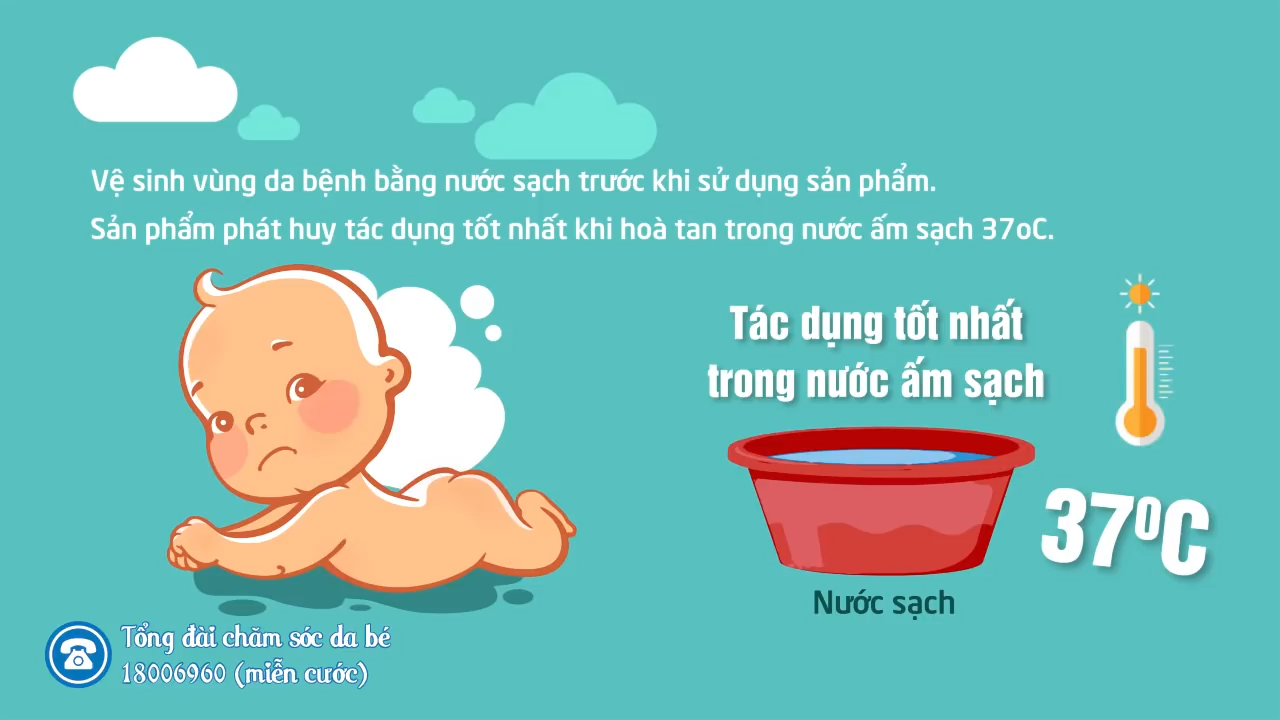 Vệ sinh vùng da bệnh bằng nước sạch trước khi sử dụng sản phẩm.
Sản phẩm phát huy tác dụng tốt nhất khi hoà tan trong nước ấm sạch 37oC.
Tác dụng tốt nhất
trong nước ấm sạch
37⁰C
Nước sạch
Tổng đài chăm sóc da bé
18006960 (miễn cước)